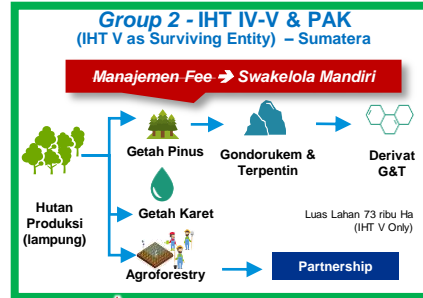 Group 2 - IHT IV-V & PAK
(IHT V as Surviving Entity) – Sumatera
Manajemen Fee → Swakelola Mandiri
Getah Pinus
Gondorukem &
Terpentin
Derivat
G&T
Hutan
Produksi
(lampung)
Getah Karet
Luas Lahan 73 ribu Ha
(IHT V Only)
Agroforestry
Partnership